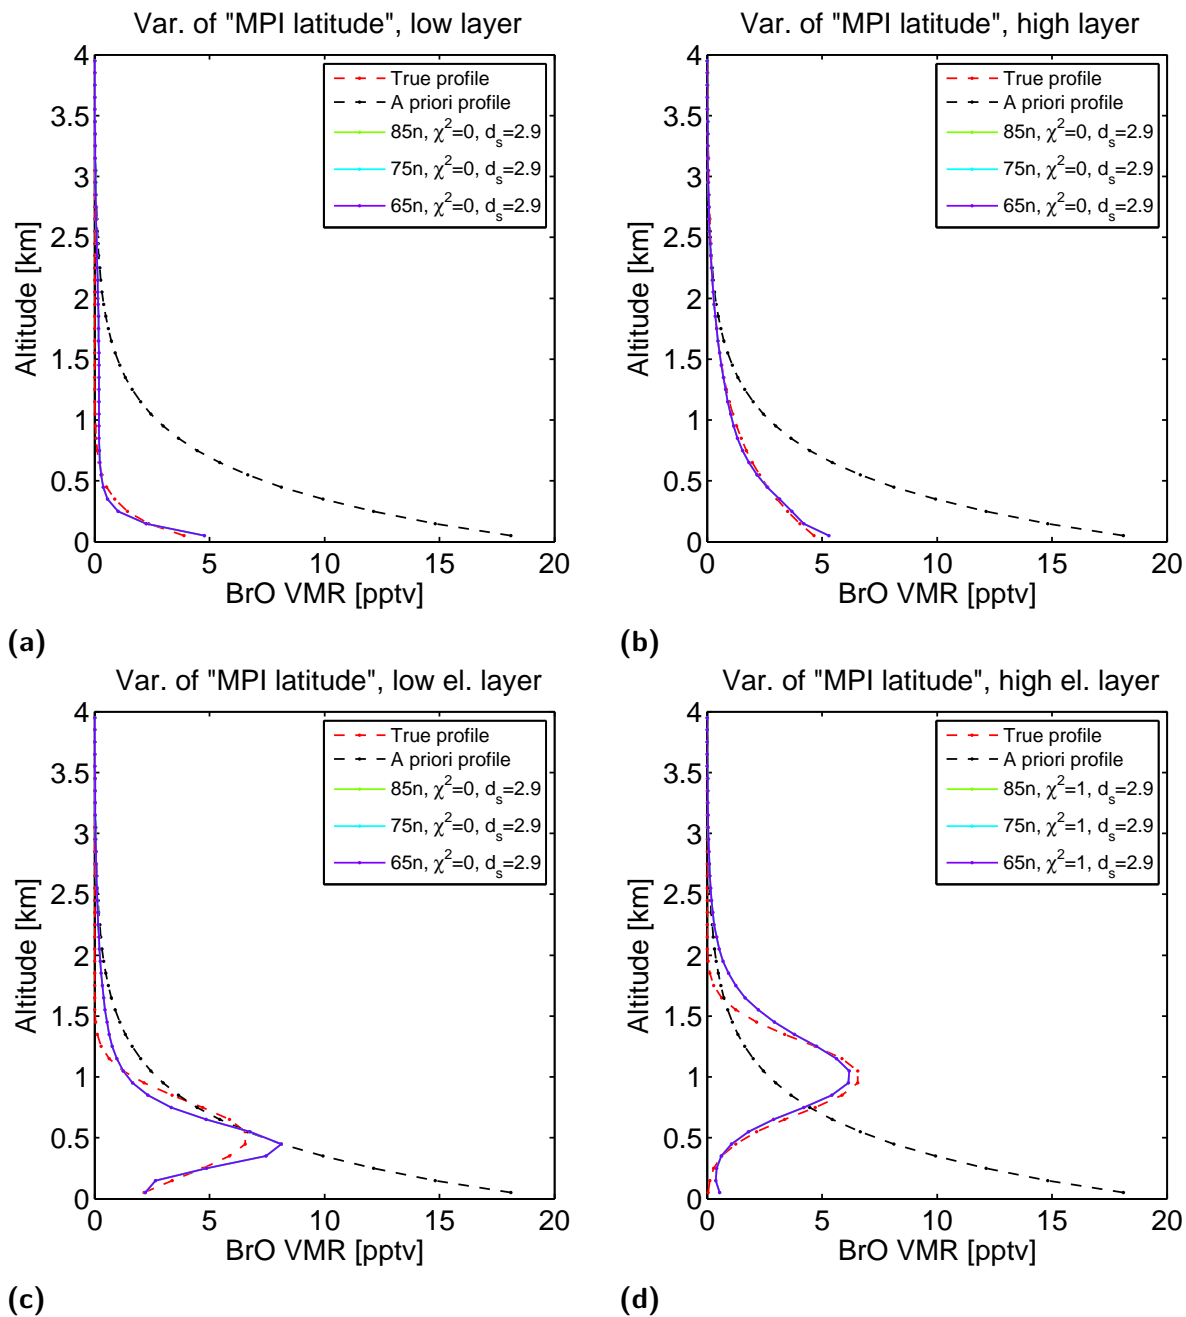 Var. of "MPI latitude", low layer
4
3.5
3
2.5
2
1.5
1
0.5
0
Altitude [km]
True profile
A priori profile
85n, χ²=0, dₛ=2.9
75n, χ²=0, dₛ=2.9
65n, χ²=0, dₛ=2.9
0 5 10 15 20
BrO VMR [pptv]
(a)
Var. of "MPI latitude", high layer
4
3.5
3
2.5
2
1.5
1
0.5
0
Altitude [km]
True profile
A priori profile
85n, χ²=0, dₛ=2.9
75n, χ²=0, dₛ=2.9
65n, χ²=0, dₛ=2.9
0 5 10 15 20
BrO VMR [pptv]
(b)
Var. of "MPI latitude", low el. layer
4
3.5
3
2.5
2
1.5
1
0.5
0
Altitude [km]
True profile
A priori profile
85n, χ²=0, dₛ=2.9
75n, χ²=0, dₛ=2.9
65n, χ²=0, dₛ=2.9
0 5 10 15 20
BrO VMR [pptv]
(c)
Var. of "MPI latitude", high el. layer
4
3.5
3
2.5
2
1.5
1
0.5
0
Altitude [km]
True profile
A priori profile
85n, χ²=1, dₛ=2.9
75n, χ²=1, dₛ=2.9
65n, χ²=1, dₛ=2.9
0 5 10 15 20
BrO VMR [pptv]
(d)